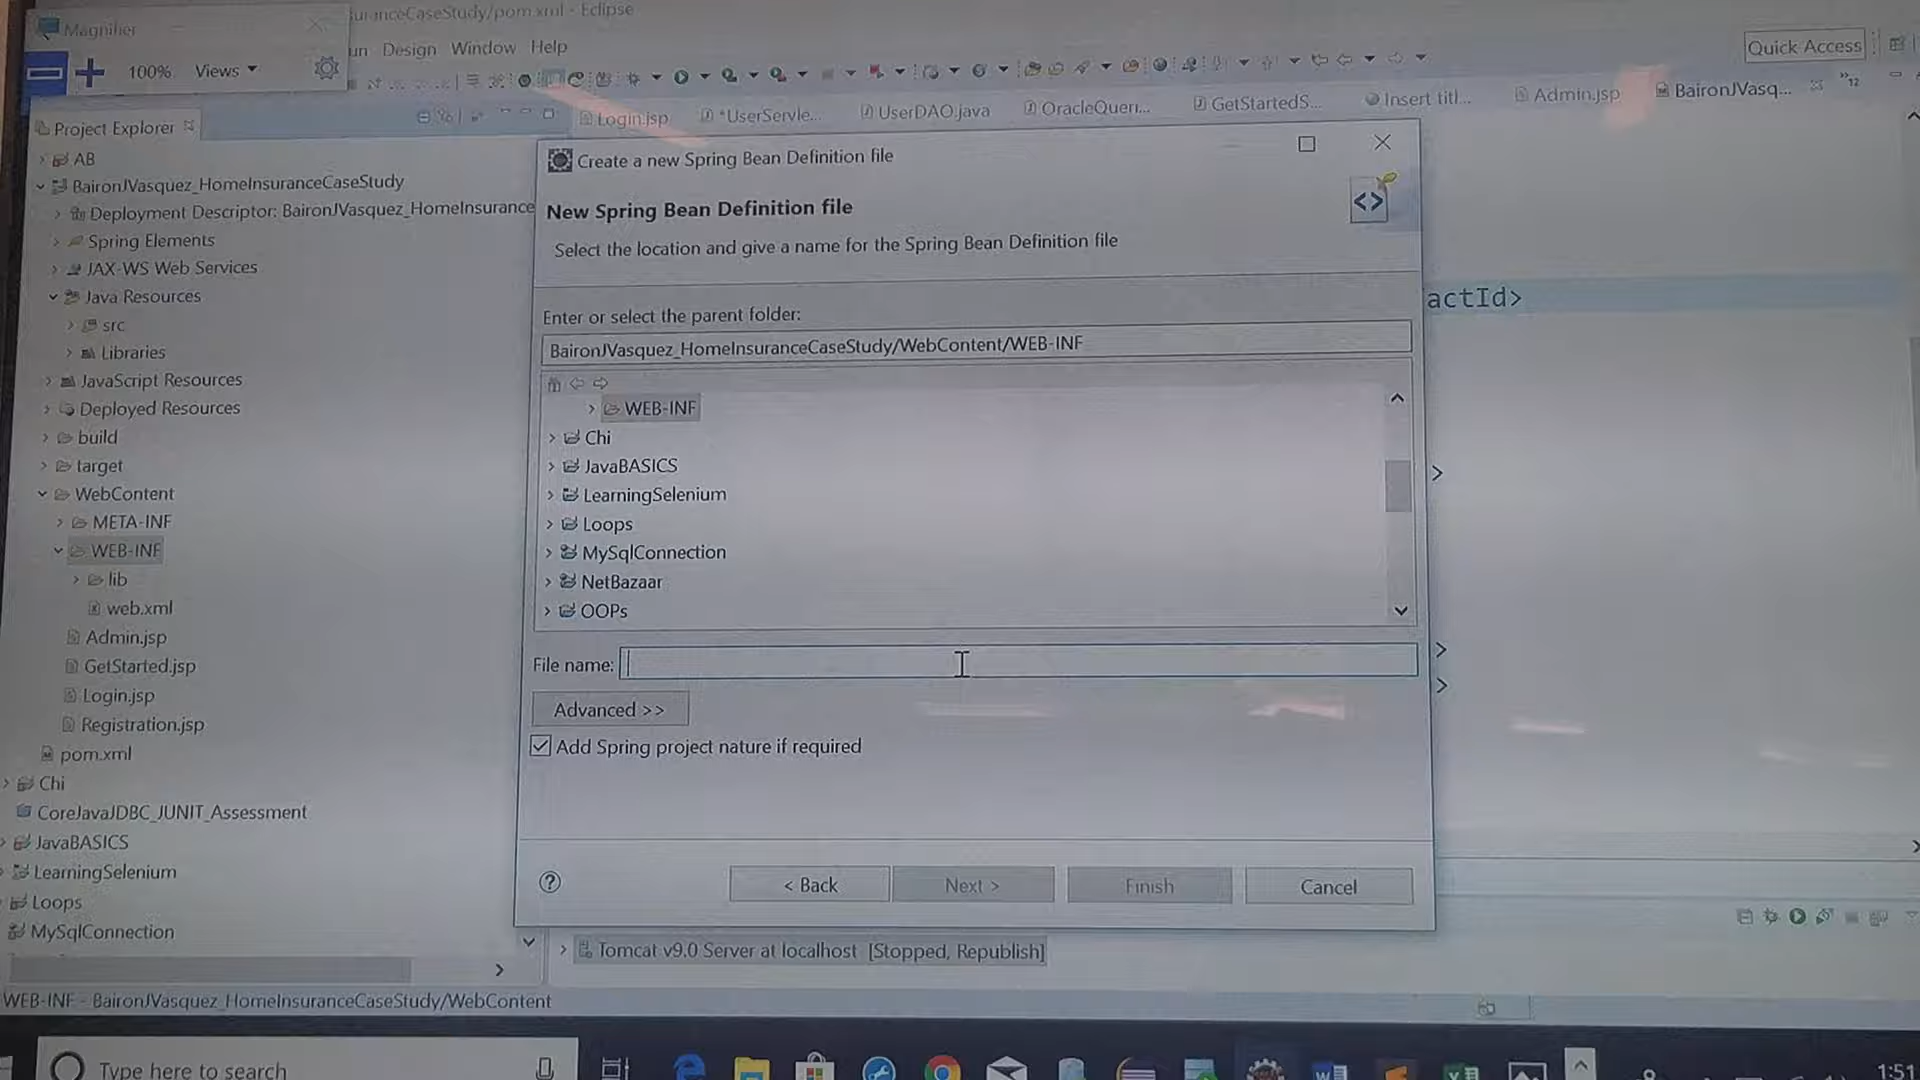 Magnifier
suranceCaseStudy/pom.xml - Eclipse
100%
Views
un Design Window Help
Quick Access
Project Explorer
Login.jsp
*UserServle...
UserDAO.java
OracleQueri...
GetStartedS...
Insert titl...
Admin.jsp
BaironJVasq...
12
AB
BaironJVasquez_HomeInsuranceCaseStudy
Deployment Descriptor: BaironJVasquez_HomeInsurance
Spring Elements
JAX-WS Web Services
Java Resources
src
Libraries
JavaScript Resources
Deployed Resources
build
target
WebContent
META-INF
WEB-INF
lib
web.xml
Admin.jsp
GetStarted.jsp
Login.jsp
Registration.jsp
pom.xml
Chi
CoreJavaJDBC_JUNIT_Assessment
JavaBASICS
LearningSelenium
Loops
MySqlConnection
Create a new Spring Bean Definition file
New Spring Bean Definition file
Select the location and give a name for the Spring Bean Definition file
Enter or select the parent folder:
BaironJVasquez_HomeInsuranceCaseStudy/WebContent/WEB-INF
WEB-INF
Chi
JavaBASICS
LearningSelenium
Loops
MySqlConnection
NetBazaar
OOPs
File name:
Advanced >>
Add Spring project nature if required
< Back
Next >
Finish
Cancel
actId>
>
>
>
Tomcat v9.0 Server at localhost [Stopped, Republish]
WEB-INF - BaironJVasquez_HomeInsuranceCaseStudy/WebContent
Type here to search
1:51